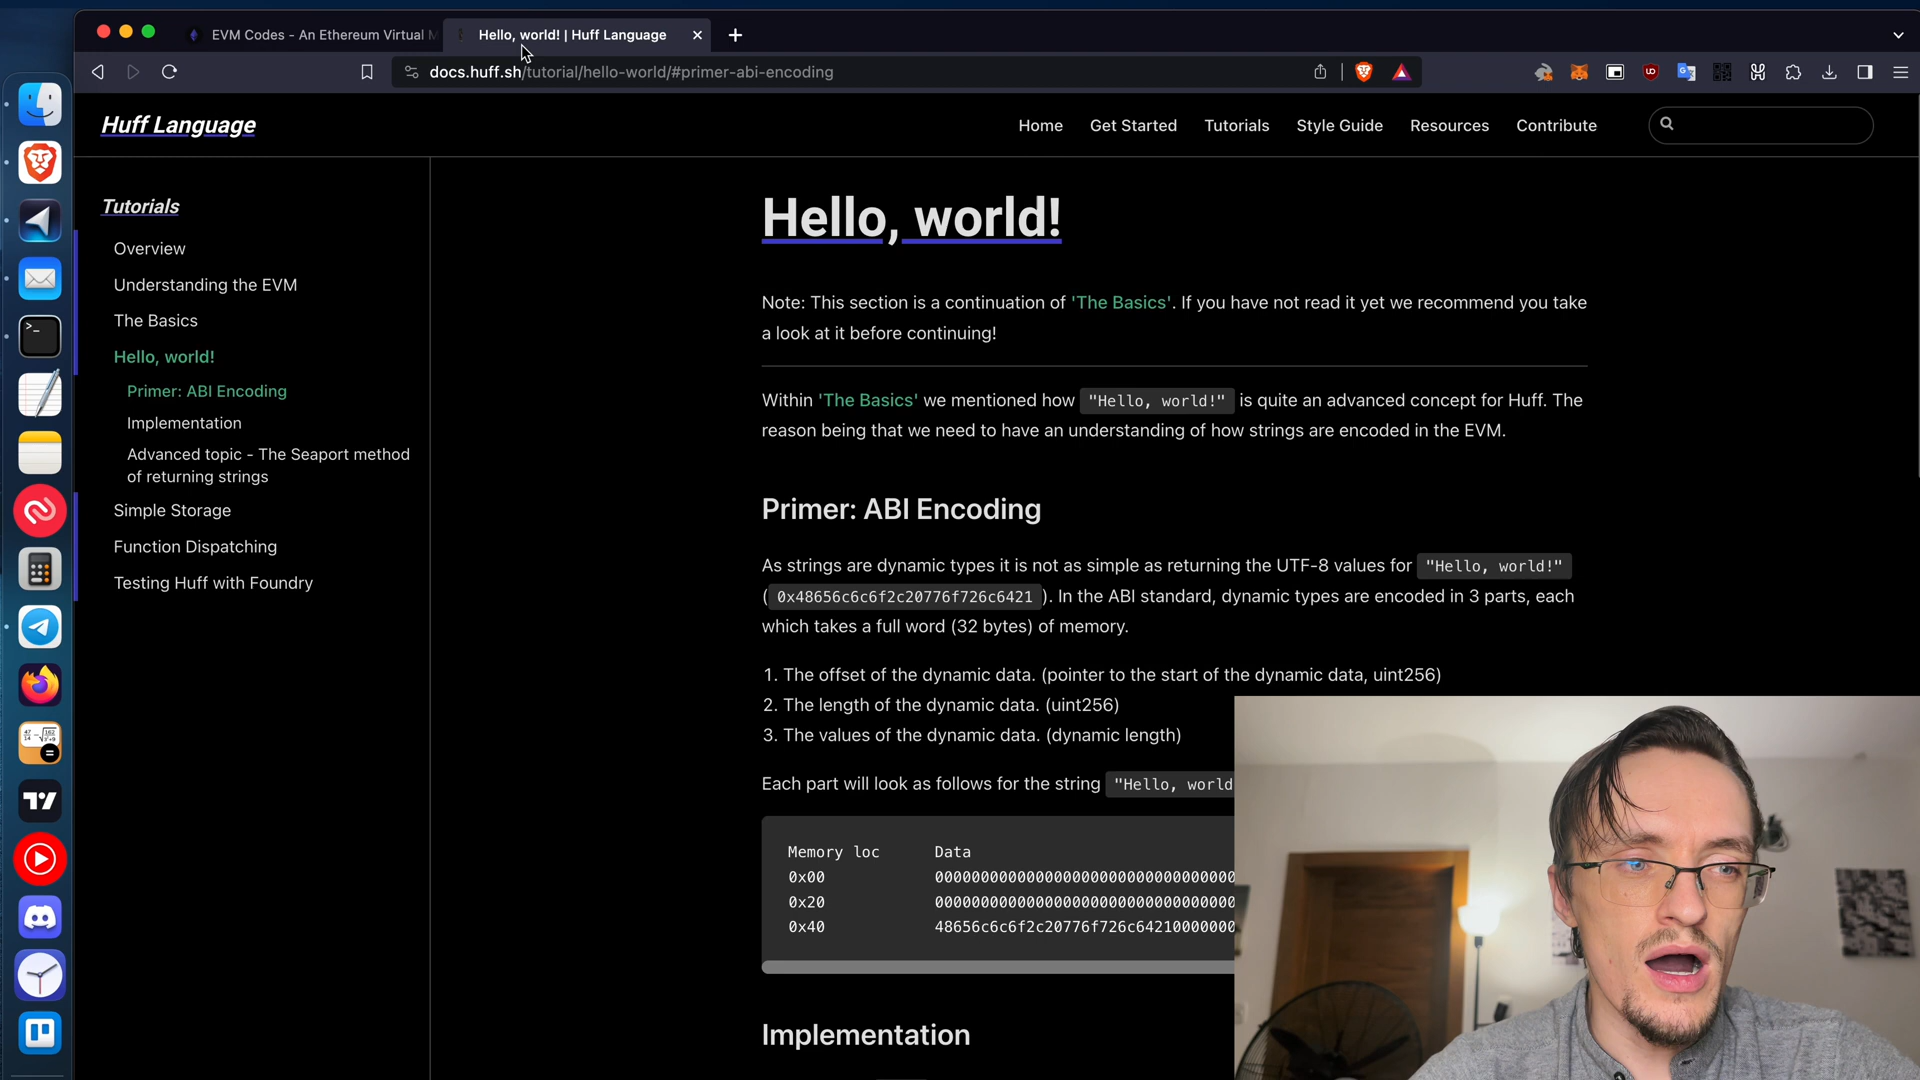 EVM Codes - An Ethereum Virtual M
Hello, world! | Huff Language
docs.huff.sh/tutorial/hello-world/#primer-abi-encoding
Huff Language
Home
Get Started
Tutorials
Style Guide
Resources
Contribute
Tutorials
Overview
Understanding the EVM
The Basics
Hello, world!
Primer: ABI Encoding
Implementation
Advanced topic - The Seaport method
of returning strings
Simple Storage
Function Dispatching
Testing Huff with Foundry
Hello, world!
Note: This section is a continuation of 'The Basics'. If you have not read it yet we recommend you take
a look at it before continuing!
Within 'The Basics' we mentioned how "Hello, world!" is quite an advanced concept for Huff. The
reason being that we need to have an understanding of how strings are encoded in the EVM.
Primer: ABI Encoding
As strings are dynamic types it is not as simple as returning the UTF-8 values for "Hello, world!"
( 0x48656c6c6f2c20776f726c6421 ). In the ABI standard, dynamic types are encoded in 3 parts, each
which takes a full word (32 bytes) of memory.
1. The offset of the dynamic data. (pointer to the start of the dynamic data, uint256)
2. The length of the dynamic data. (uint256)
3. The values of the dynamic data. (dynamic length)
Each part will look as follows for the string "Hello, world
Memory loc Data
0x00 00000000000000000000000000000000
0x20 00000000000000000000000000000000
0x40 48656c6c6f2c20776f726c6421000000
Implementation